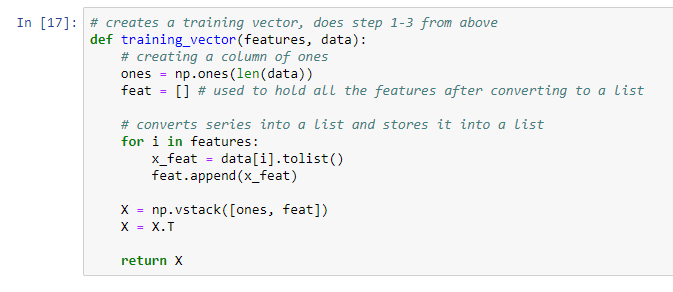 In [17]: # creates a training vector, does step 1-3 from above
def training_vector(features, data):
# creating a column of ones
ones = np.ones(len(data))
feat = [] # used to hold all the features after converting to a list
# converts series into a list and stores it into a list
for i in features:
x_feat = data[i].tolist()
feat.append(x_feat)
X = np.vstack([ones, feat])
X = X.T
return X